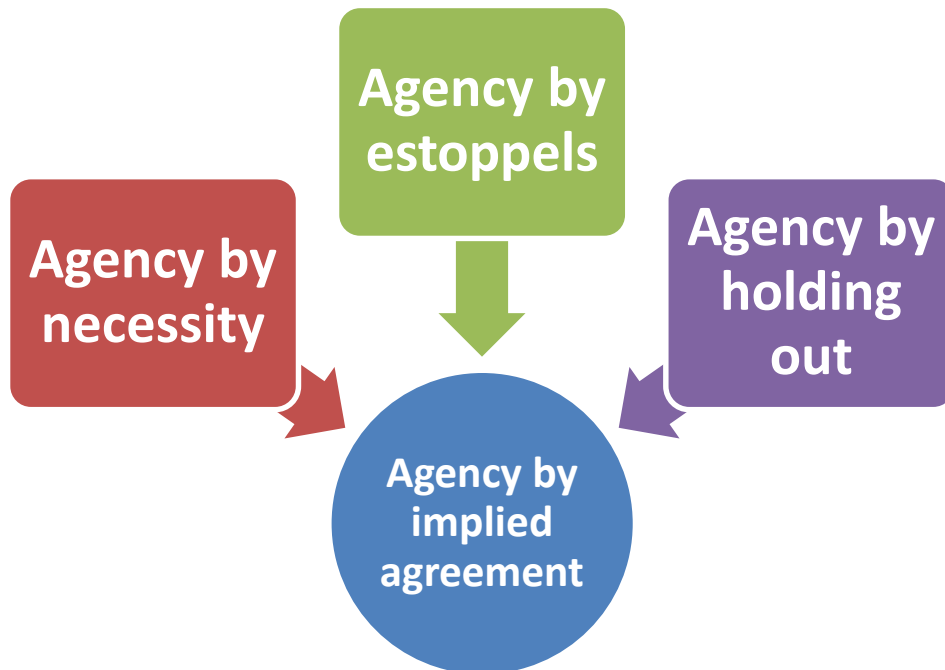 Agency by
estoppels
Agency by
necessity
Agency by
holding
out
Agency by
implied
agreement